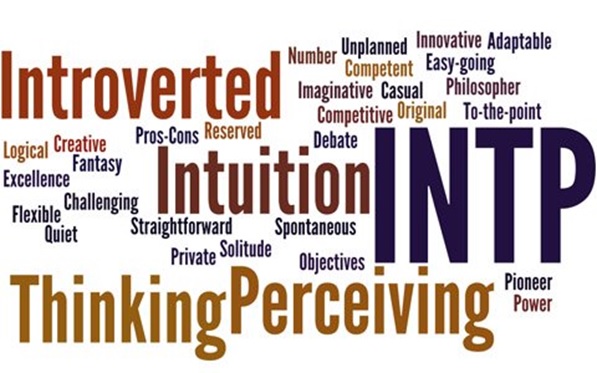 Introverted
Number
Unplanned
Innovative
Adaptable
Competent
Easy-going
Imaginative
Casual
Philosopher
Competitive
Original
To-the-point
Logical
Creative
Pros-Cons
Reserved
Debate
Fantasy
Excellence
Intuition
INTP
Challenging
Flexible
Quiet
Straightforward
Spontaneous
Private
Solitude
Objectives
Thinking
Perceiving
Pioneer
Power